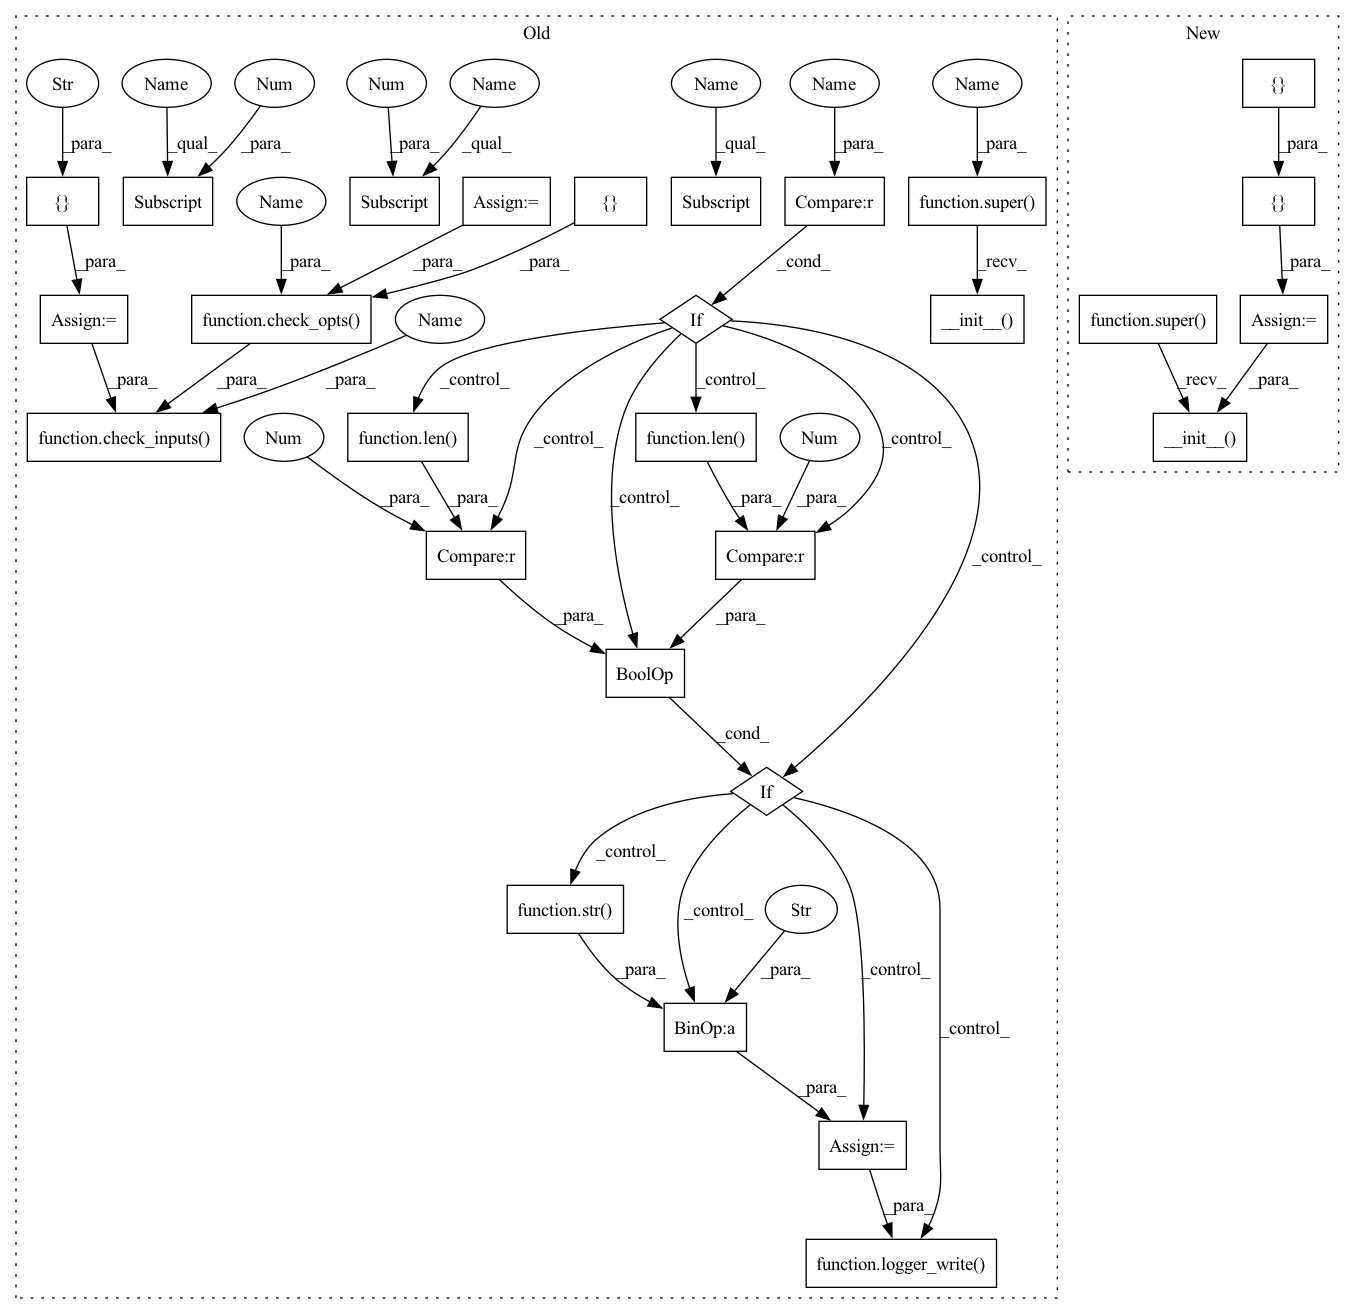 Old
New
Str
Name
Num
Num
Name
Name
Name
Name
{}
_para_
_qual_
_para_
_para_
_qual_
_qual_
_para_
_para_
_para_
{}
Subscript
Name
Subscript
Assign:=
{}
Subscript
Compare:r
function.super()
{}
_para_
_para_
_para_
_para_
_cond_
_recv_
_para_
Assign:=
function.check_opts()
Name
If
__init__()
function.super()
Assign:=
_para_
_para_
_para_
_control_
_control_
_recv_
_para_
function.check_inputs()
Num
function.len()
_control_
function.len()
Num
_control_
__init__()
_para_
_para_
_control_
_para_
_para_
Compare:r
Compare:r
_control_
_para_
_para_
BoolOp
_cond_
If
_control_
function.str()
_control_
Str
_para_
_para_
_control_
BinOp:a
_control_
_para_
Assign:=
_para_
function.logger_write()